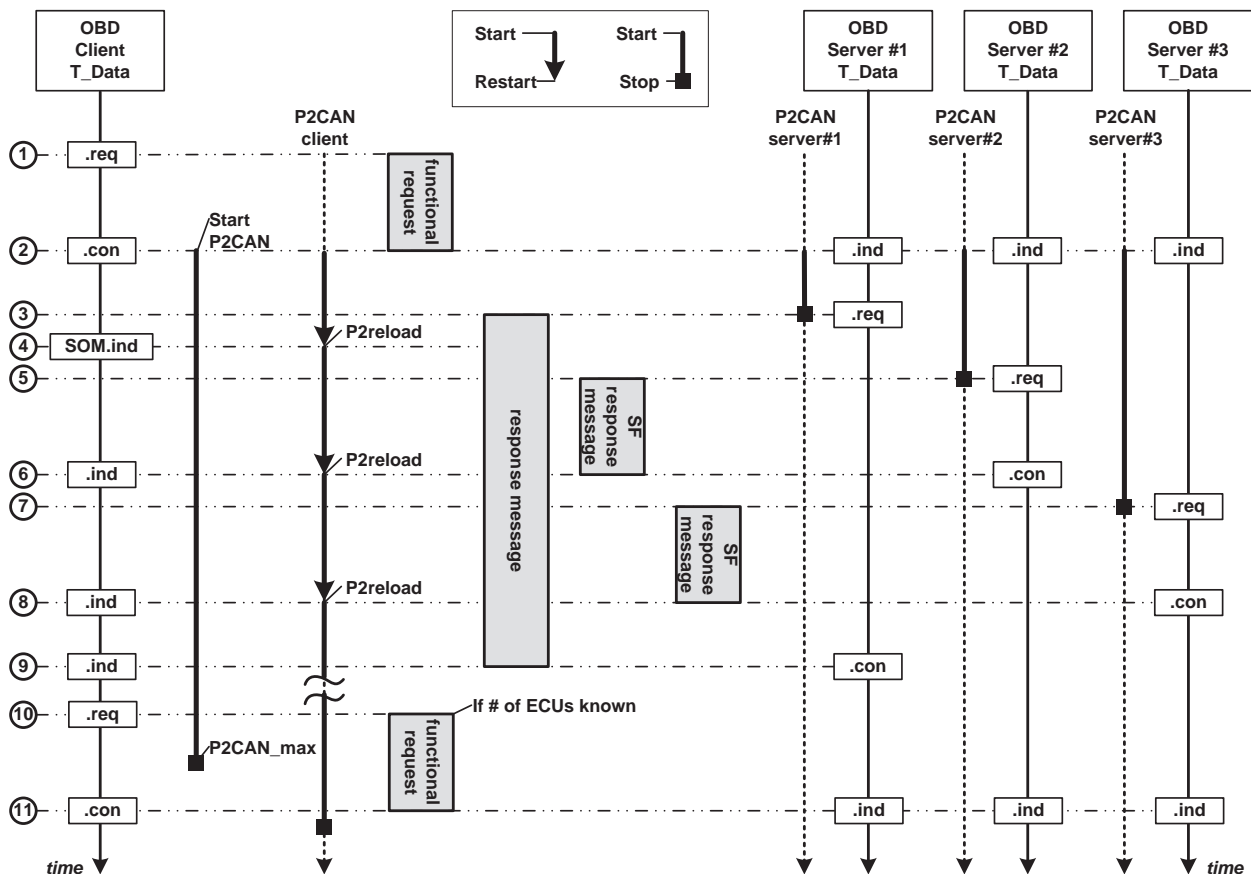 OBD
Client
T_Data
Start
Restart
Start
Stop
OBD
Server #1
T_Data
OBD
Server #2
T_Data
OBD
Server #3
T_Data
P2CAN
client
P2CAN
server#1
P2CAN
server#2
P2CAN
server#3
1
.req
functional
request
Start
P2CAN
2
.con
.ind
.ind
.ind
3
.req
P2reload
4
SOM.ind
5
.req
response message
SF
response
message
P2reload
6
.ind
.con
7
.req
SF
response
message
P2reload
8
.ind
.con
9
.ind
.con
If # of ECUs known
10
.req
functional
request
P2CAN_max
11
.con
.ind
.ind
.ind
time
time